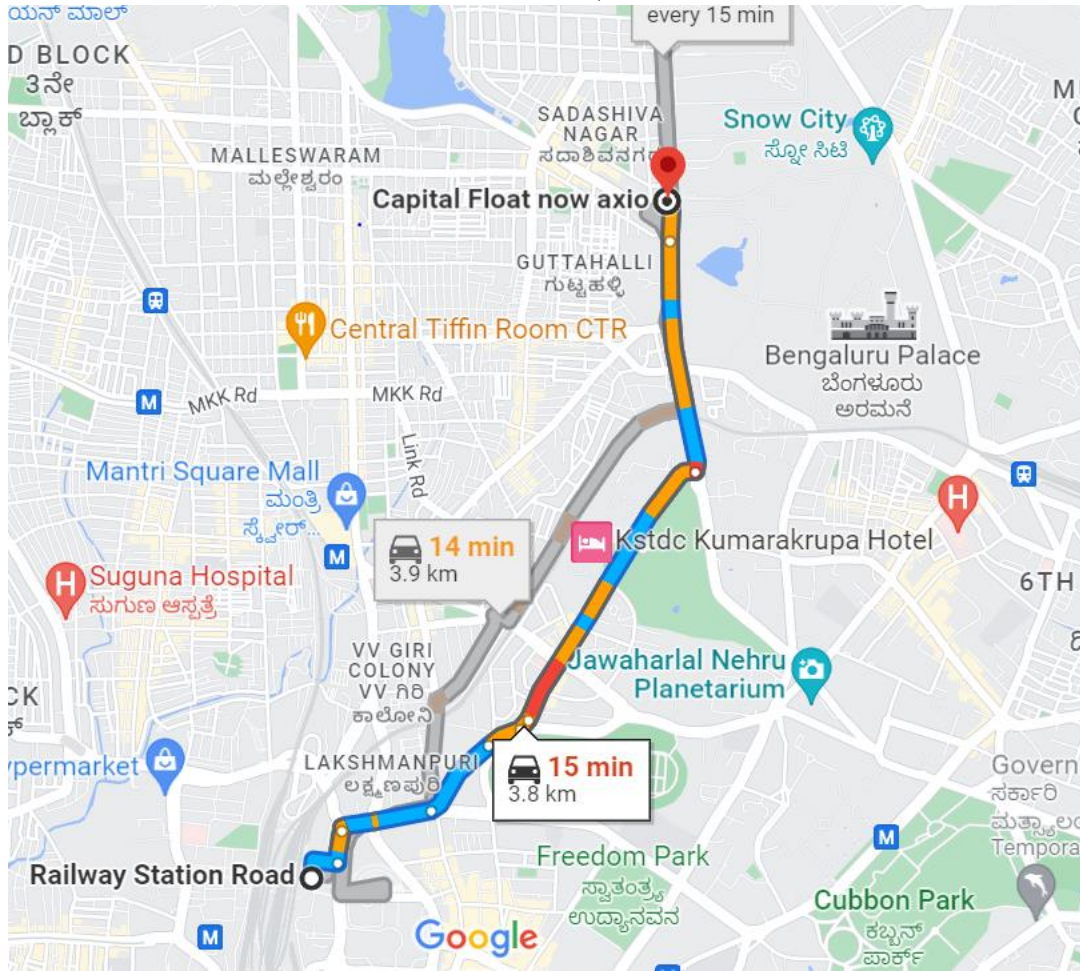 ಯನ್ ಮಾಲ್
every 15 min
D BLOCK
3ನೇ
ಬ್ಲಾಕ್
SADASHIVA
NAGAR
ಸದಾಶಿವನಗರ
Snow City
ಸ್ನೋ ಸಿಟಿ
MALLESWARAM
ಮಲ್ಲೇಶ್ವರಂ
Capital Float now axio
GUTTAHALLI
ಗುಟ್ಟಹಳ್ಳಿ
Central Tiffin Room CTR
Bengaluru Palace
ಬೆಂಗಳೂರು
ಅರಮನೆ
M
MKK Rd
MKK Rd
Link Rd
Mantri Square Mall
ಮಂತ್ರಿ
ಸ್ಕ್ವೇರ್...
M
H
14 min
3.9 km
Kstdc Kumarakrupa Hotel
H
Suguna Hospital
ಸುಗುಣ ಆಸ್ಪತ್ರೆ
6TH
VV GIRI
COLONY
VV ಗಿರಿ
ಕಾಲೋನಿ
Jawaharlal Nehru
Planetarium
CK
LAKSHMANPURI
ಲಕ್ಷ್ಮಣಪುರಿ
ypermarket
15 min
3.8 km
Govern
ಸರ್ಕಾರಿ
ಮತ್ಸ್ಯಾಲ
Tempora
M
Railway Station Road
Freedom Park
ಸ್ವಾತಂತ್ರ್ಯ
ಉದ್ಯಾನವನ
Cubbon Park
ಕಬ್ಬನ್
ಪಾರ್ಕ್
M
Google